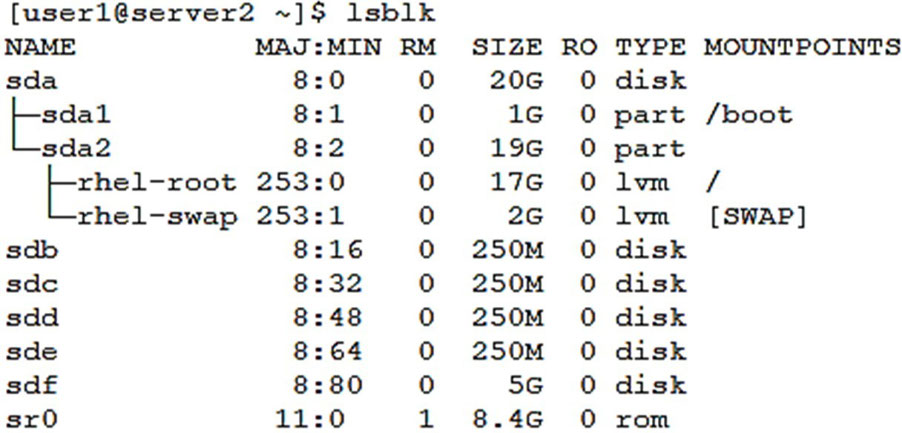 [user1@server2 ~]$ lsblk
NAME MAJ:MIN RM SIZE RO TYPE MOUNTPOINTS
sda 8:0 0 20G 0 disk
├─sda1 8:1 0 1G 0 part /boot
└─sda2 8:2 0 19G 0 part
├─rhel-root 253:0 0 17G 0 lvm /
└─rhel-swap 253:1 0 2G 0 lvm [SWAP]
sdb 8:16 0 250M 0 disk
sdc 8:32 0 250M 0 disk
sdd 8:48 0 250M 0 disk
sde 8:64 0 250M 0 disk
sdf 8:80 0 5G 0 disk
sr0 11:0 1 8.4G 0 rom